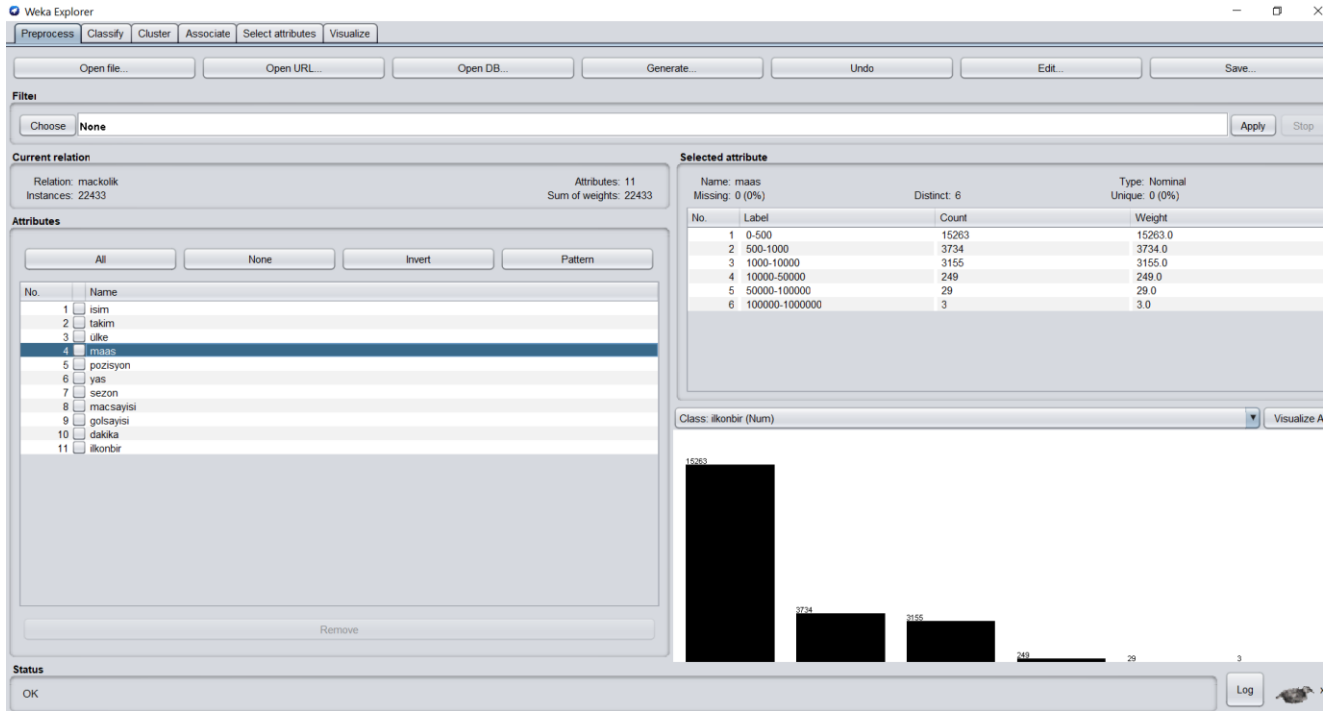 Weka Explorer
Preprocess Classify Cluster Associate Select attributes Visualize
Open file... Open URL... Open DB... Generate... Undo Edit... Save...
Filter
Choose None Apply Stop
Current relation
Relation: mackolik Attributes: 11
Instances: 22433 Sum of weights: 22433
Attributes
All None Invert Pattern
No. Name
1 isim
2 takim
3 ülke
4 maas
5 pozisyon
6 yas
7 sezon
8 macsayisi
9 golsayisi
10 dakika
11 ilkonbir
Remove
Selected attribute
Name: maas Type: Nominal
Missing: 0 (0%) Distinct: 6 Unique: 0 (0%)
No. Label Count Weight
1 0-500 15263 15263.0
2 500-1000 3734 3734.0
3 1000-10000 3155 3155.0
4 10000-50000 249 249.0
5 50000-100000 29 29.0
6 100000-1000000 3 3.0
Class: ilkonbir (Num) Visualize A
15263
3734
3155
249
29
3
Status
OK
Log x